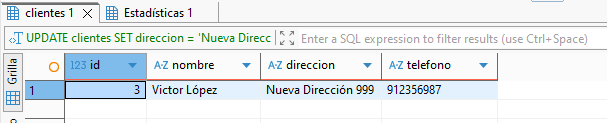 clientes 1 Estadísticas 1
UPDATE clientes SET direccion = 'Nueva Direcc Enter a SQL expression to filter results (use Ctrl+Space)
Grilla
123 id A-Z nombre A-Z direccion A-Z telefono
1 3 Victor López Nueva Dirección 999 912356987